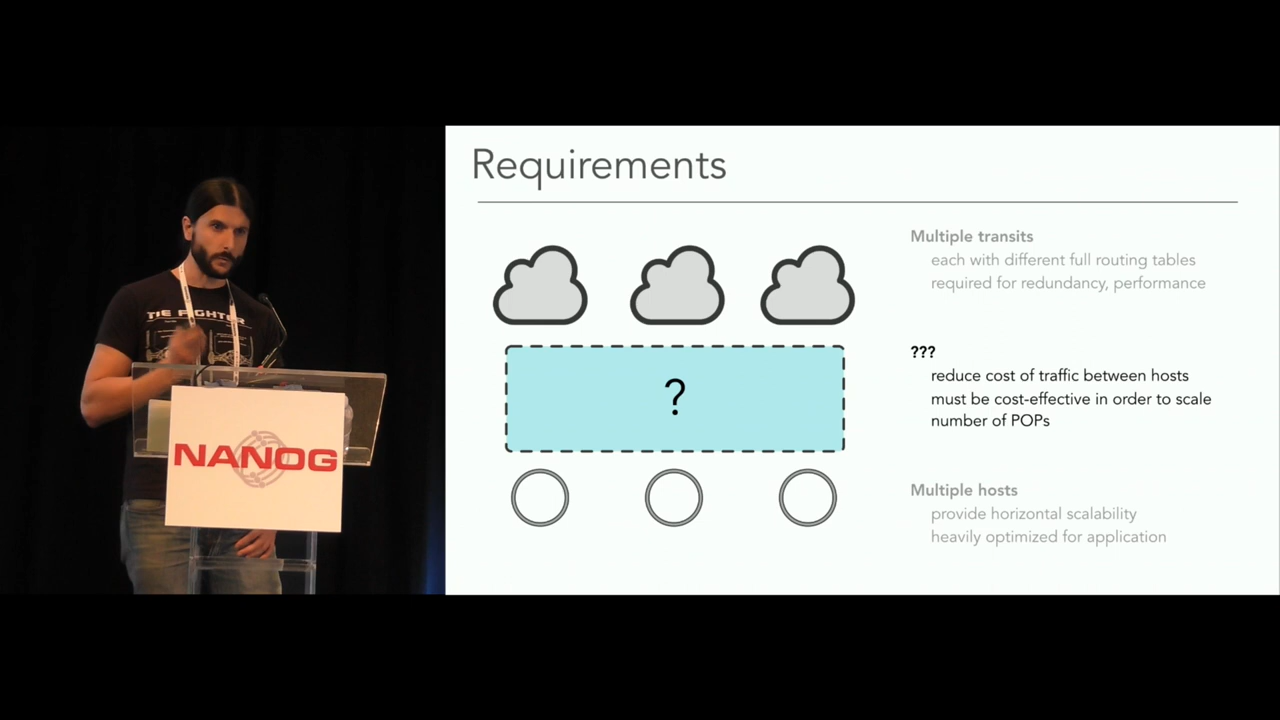 TIE FIGHTER
NANOG
Requirements
Multiple transits
each with different full routing tables
required for redundancy, performance
?
???
reduce cost of traffic between hosts
must be cost-effective in order to scale
number of POPs
Multiple hosts
provide horizontal scalability
heavily optimized for application